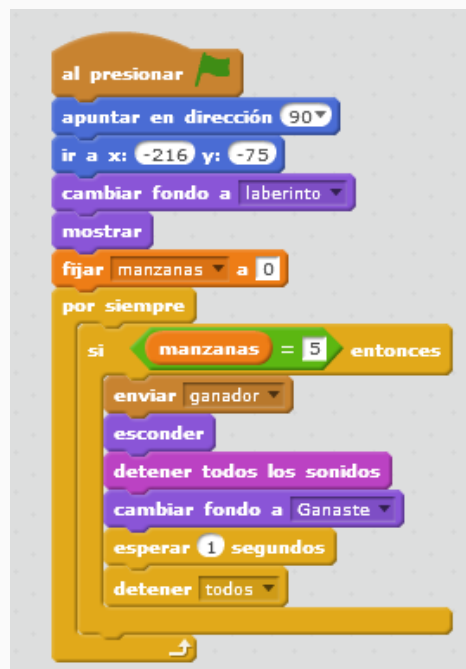 al presionar
apuntar en dirección 90
ir a x: -216 y: -75
cambiar fondo a laberinto
mostrar
fijar manzanas a 0
por siempre
si manzanas = 5 entonces
enviar ganador
esconder
detener todos los sonidos
cambiar fondo a Ganaste
esperar 1 segundos
detener todos